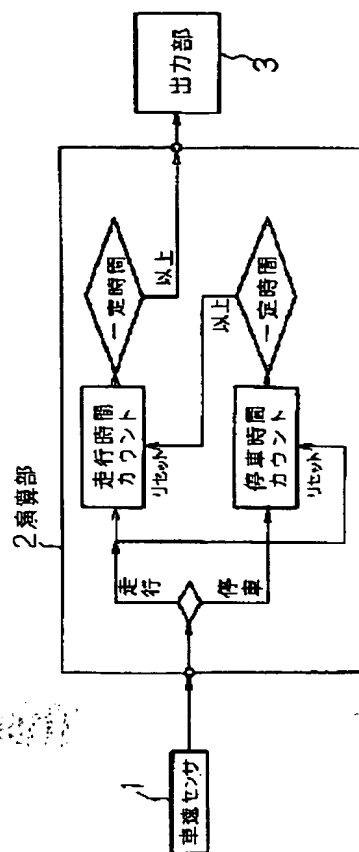 2 演算部
1
車速センサ
走行
停車
走行時間
カウント
リセット
停車時間
カウント
リセット
一定時間
以上
一定時間
以上
出力部
3